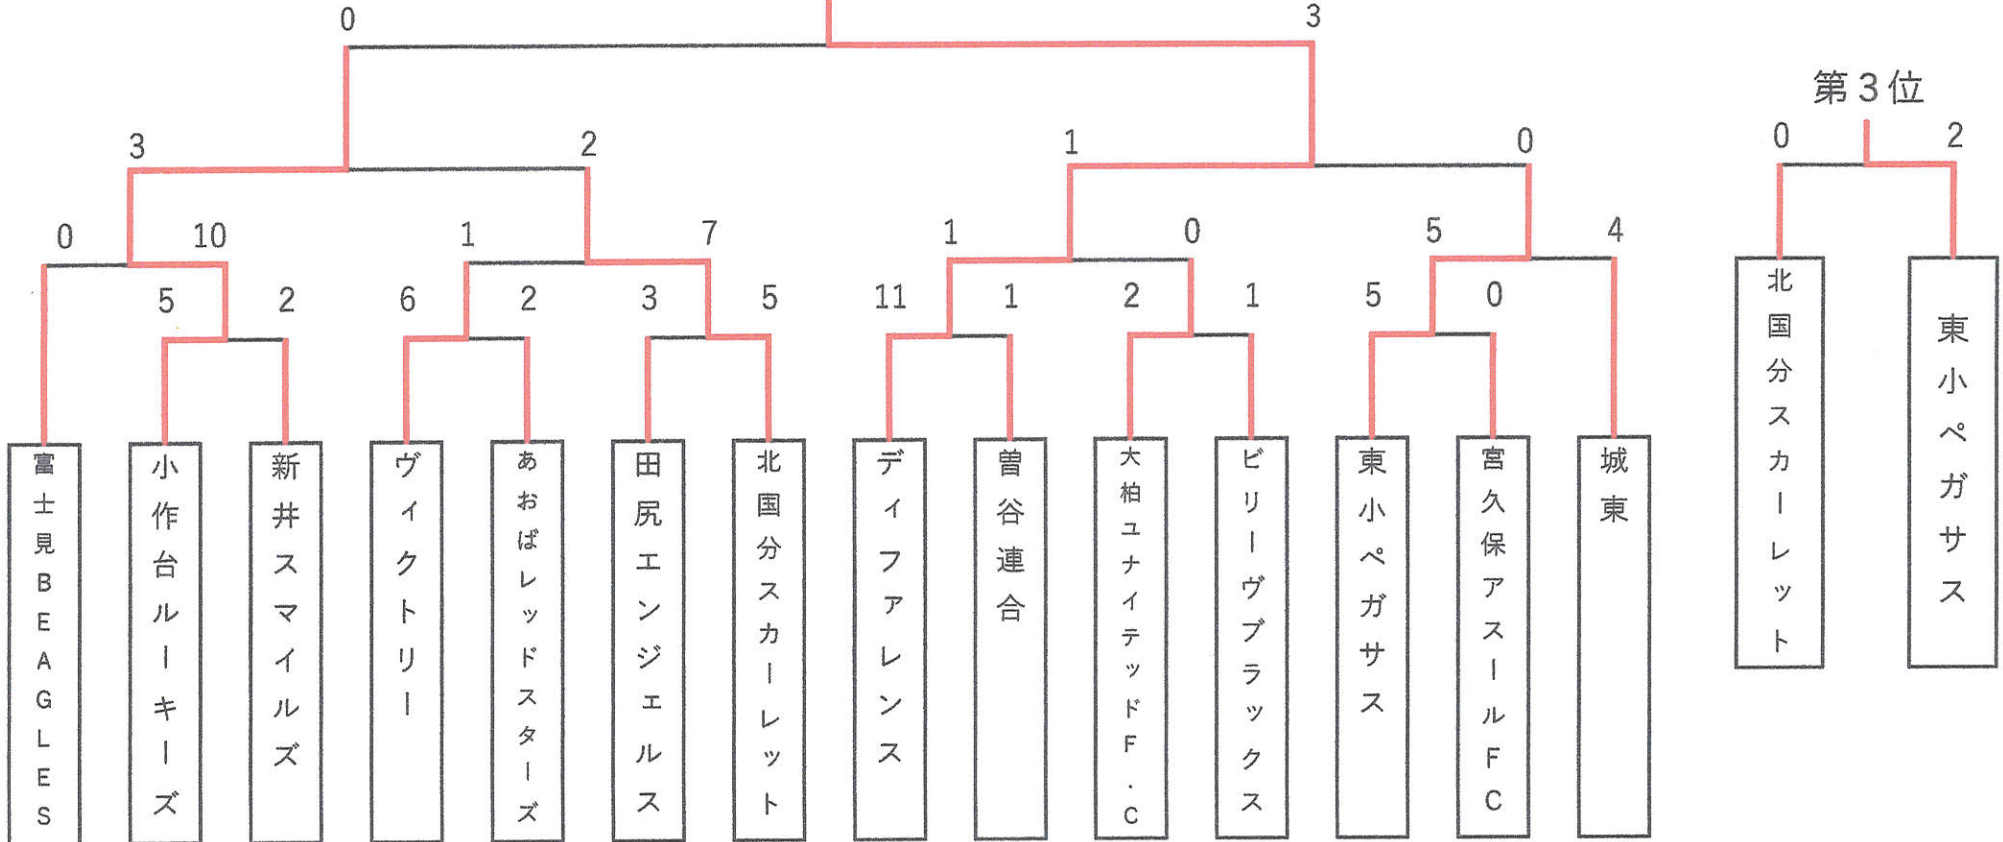 0 3
第3位
3 2 1 0 0 2
0 10 1 7 1 0 5 4
5 2 6 2 3 5 11 1 2 1 5 0
富士見BEAGLES
小作台ルーキーズ
新井スマイルズ
ヴィクトリー
あおばレッドスターズ
田尻エンジェルス
北国分スカーレット
ディファレンス
曽谷連合
大柏ユナイテッドF.C
ビリーヴブラックス
東小ペガサス
宮久保アスールFC
城東
北国分スカーレット
東小ペガサス